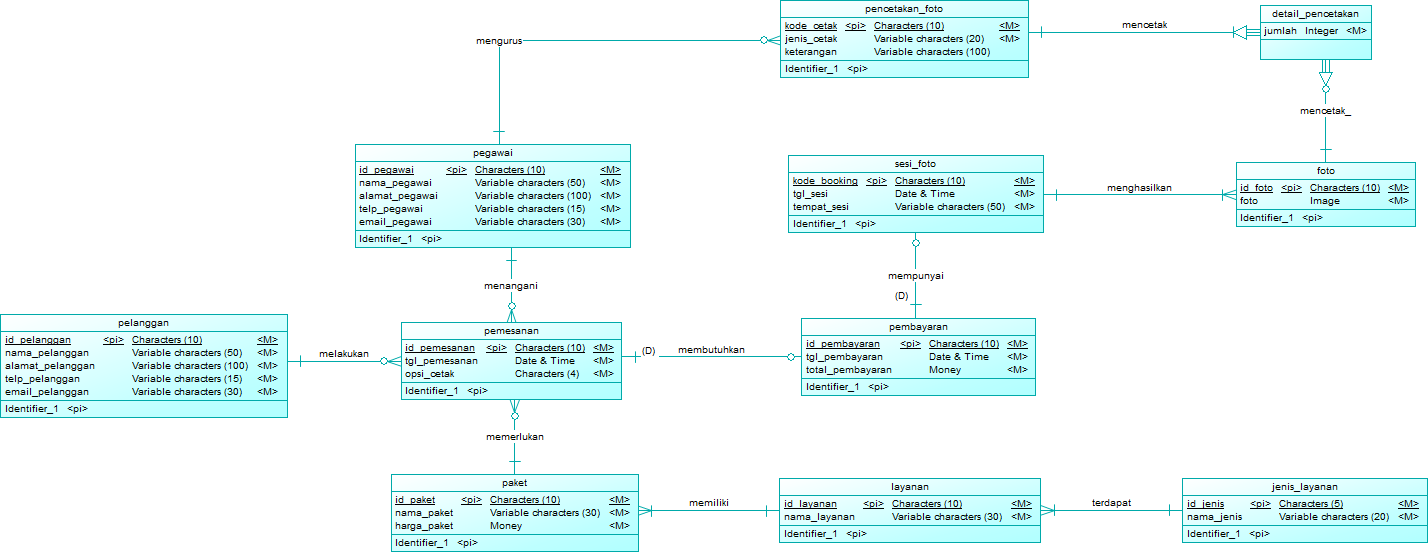 pencetakan_foto
kode_cetak <pi> Characters (10) <M>
jenis_cetak Variable characters (20) <M>
keterangan Variable characters (100)
Identifier_1 <pi>
mencetak
detail_pencetakan
jumlah Integer <M>
mengurus
mencetak_
pegawai
id_pegawai <pi> Characters (10) <M>
nama_pegawai Variable characters (50) <M>
alamat_pegawai Variable characters (100) <M>
telp_pegawai Variable characters (15) <M>
email_pegawai Variable characters (30) <M>
Identifier_1 <pi>
sesi_foto
kode_booking <pi> Characters (10) <M>
tgl_sesi Date & Time <M>
tempat_sesi Variable characters (50) <M>
Identifier_1 <pi>
menghasilkan
foto
id_foto <pi> Characters (10) <M>
foto Image <M>
Identifier_1 <pi>
menangani
mempunyai
(D)
pelanggan
id_pelanggan <pi> Characters (10) <M>
nama_pelanggan Variable characters (50) <M>
alamat_pelanggan Variable characters (100) <M>
telp_pelanggan Variable characters (15) <M>
email_pelanggan Variable characters (30) <M>
Identifier_1 <pi>
melakukan
pemesanan
id_pemesanan <pi> Characters (10) <M>
tgl_pemesanan Date & Time <M>
opsi_cetak Characters (4) <M>
Identifier_1 <pi>
(D)
membutuhkan
pembayaran
id_pembayaran <pi> Characters (10) <M>
tgl_pembayaran Date & Time <M>
total_pembayaran Money <M>
Identifier_1 <pi>
memerlukan
paket
id_paket <pi> Characters (10) <M>
nama_paket Variable characters (30) <M>
harga_paket Money <M>
Identifier_1 <pi>
memiliki
layanan
id_layanan <pi> Characters (10) <M>
nama_layanan Variable characters (30) <M>
Identifier_1 <pi>
terdapat
jenis_layanan
id_jenis <pi> Characters (5) <M>
nama_jenis Variable characters (20) <M>
Identifier_1 <pi>